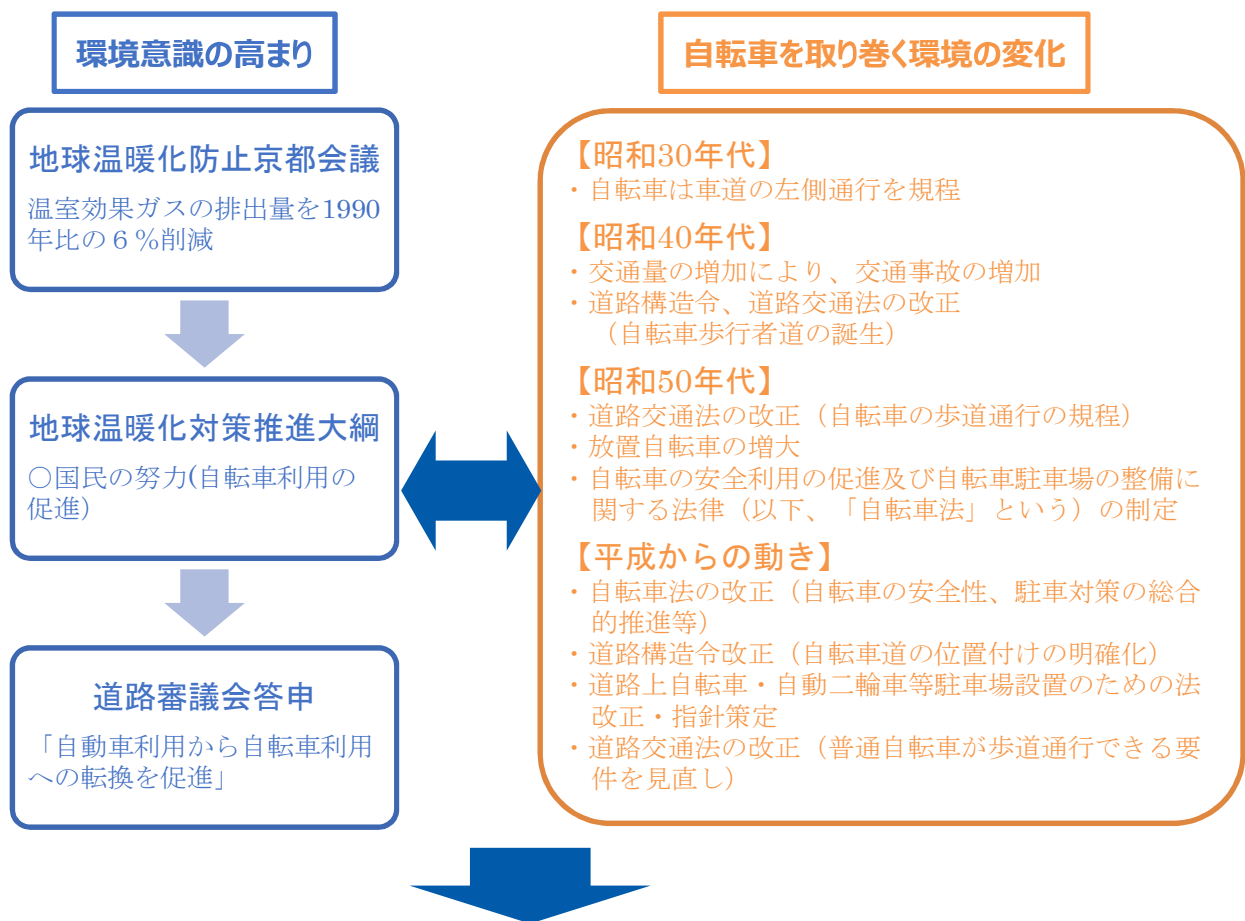 環境意識の高まり
地球温暖化防止京都会議
温室効果ガスの排出量を1990
年比の６％削減
地球温暖化対策推進大綱
○国民の努力(自転車利用の
促進）
道路審議会答申
「自動車利用から自転車利用
への転換を促進」
自転車を取り巻く環境の変化
【昭和30年代】
・自転車は車道の左側通行を規程
【昭和40年代】
・交通量の増加により、交通事故の増加
・道路構造令、道路交通法の改正
（自転車歩行者道の誕生）
【昭和50年代】
・道路交通法の改正（自転車の歩道通行の規程）
・放置自転車の増大
・自転車の安全利用の促進及び自転車駐車場の整備に
関する法律（以下、「自転車法」という）の制定
【平成からの動き】
・自転車法の改正（自転車の安全性、駐車対策の総合
的推進等）
・道路構造令改正（自転車道の位置付けの明確化）
・道路上自転車・自動二輪車等駐車場設置のための法
改正・指針策定
・道路交通法の改正（普通自転車が歩道通行できる要
件を見直し）